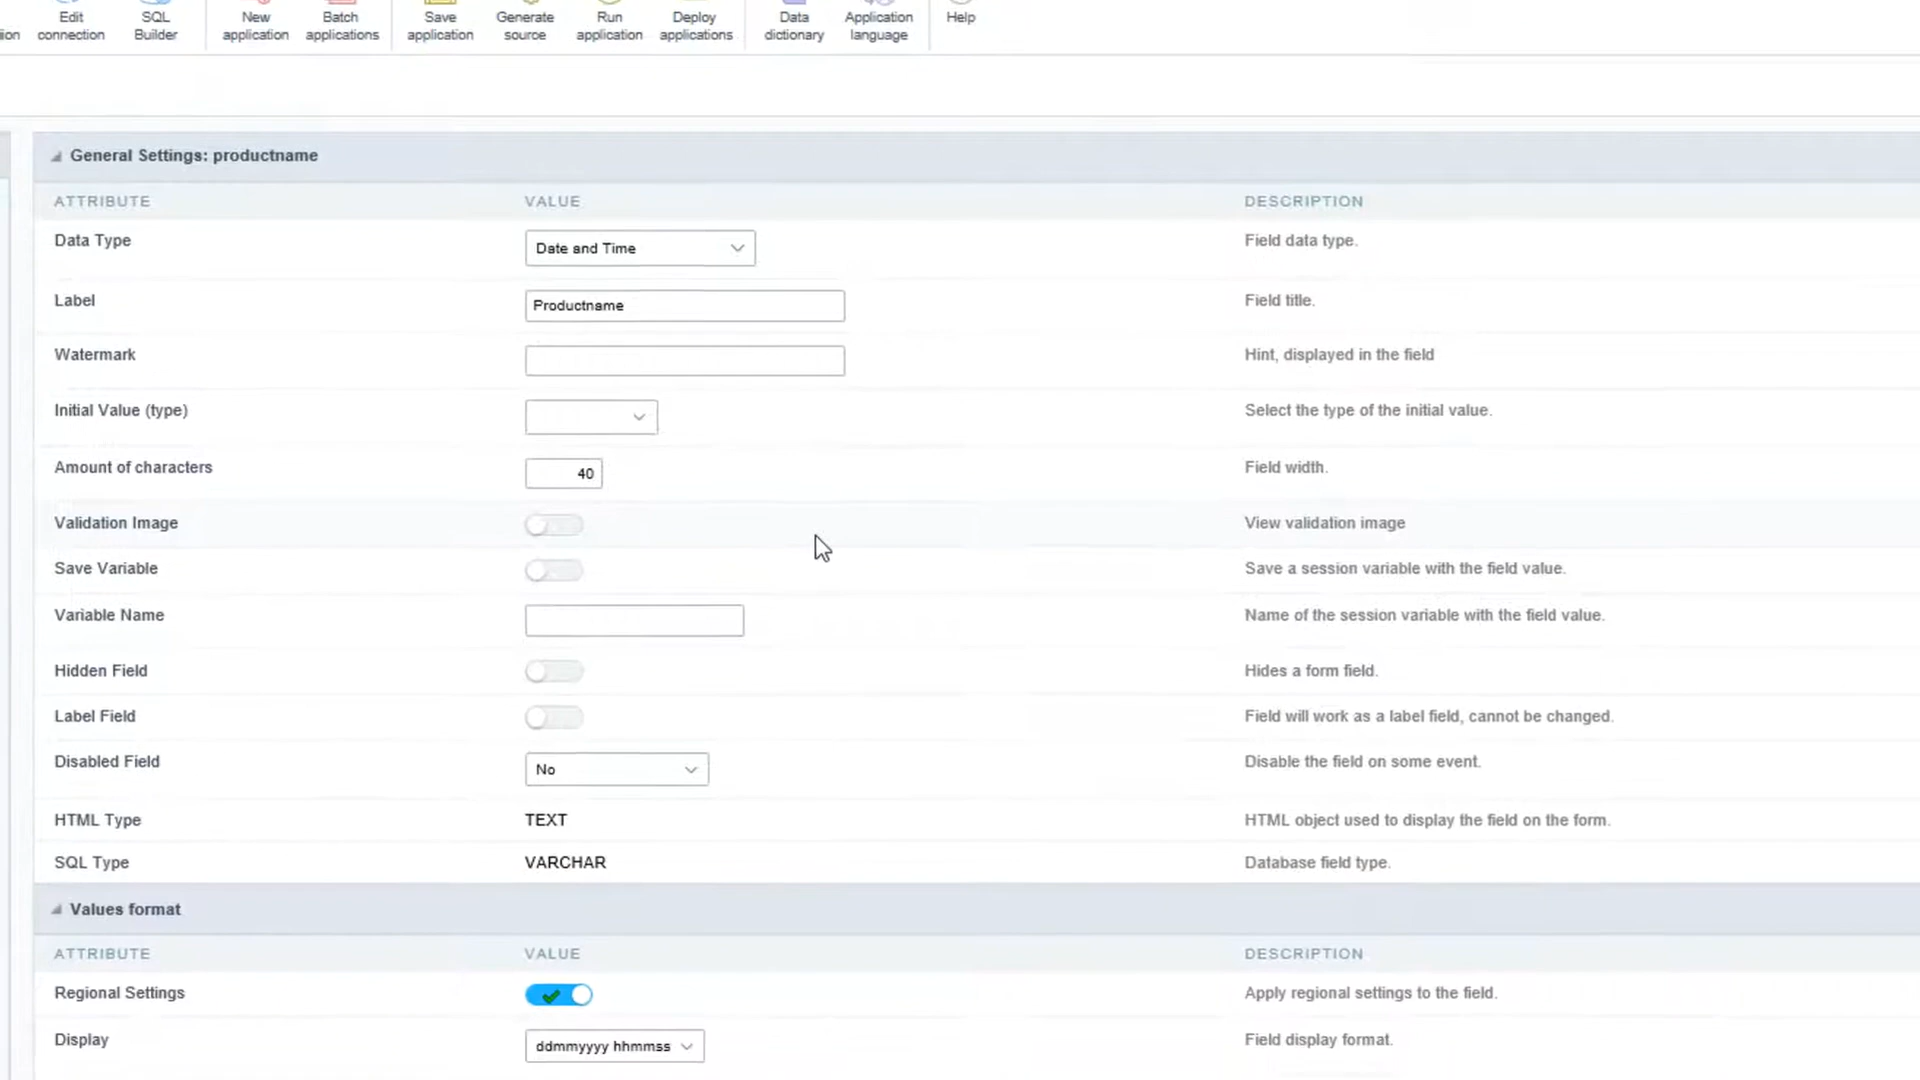 Edit SQL New Batch Save Generate Run Deploy Data Application Help
ion connection Builder application applications application source application applications dictionary language
General Settings: productname
ATTRIBUTE VALUE DESCRIPTION
Data Type Date and Time Field data type.
Label Productname Field title.
Watermark Hint, displayed in the field
Initial Value (type) Select the type of the initial value.
Amount of characters 40 Field width.
Validation Image View validation image
Save Variable Save a session variable with the field value.
Variable Name Name of the session variable with the field value.
Hidden Field Hides a form field.
Label Field Field will work as a label field, cannot be changed.
Disabled Field No Disable the field on some event.
HTML Type TEXT HTML object used to display the field on the form.
SQL Type VARCHAR Database field type.
Values format
ATTRIBUTE VALUE DESCRIPTION
Regional Settings Apply regional settings to the field.
Display ddmmyyyy hhmmss Field display format.